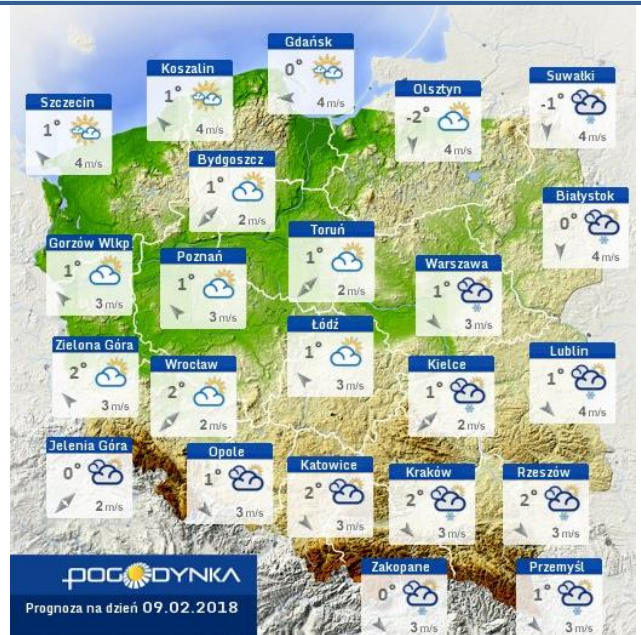 Gdańsk
0°
4 m/s
Koszalin
1°
4 m/s
Szczecin
1°
4 m/s
Olsztyn
-2°
4 m/s
Suwałki
-1°
4 m/s
Bydgoszcz
1°
2 m/s
Białystok
0°
4 m/s
Gorzów Wlkp
1°
3 m/s
Poznań
1°
3 m/s
Toruń
1°
2 m/s
Warszawa
1°
3 m/s
Zielona Góra
2°
3 m/s
Wrocław
2°
2 m/s
Łódź
1°
3 m/s
Kielce
1°
2 m/s
Lublin
1°
4 m/s
Jelenia Góra
0°
2 m/s
Opole
1°
3 m/s
Katowice
2°
3 m/s
Kraków
2°
3 m/s
Rzeszów
2°
3 m/s
Zakopane
0°
3 m/s
Przemyśl
1°
3 m/s
POGODYNKA
Prognoza na dzień 09.02.2018